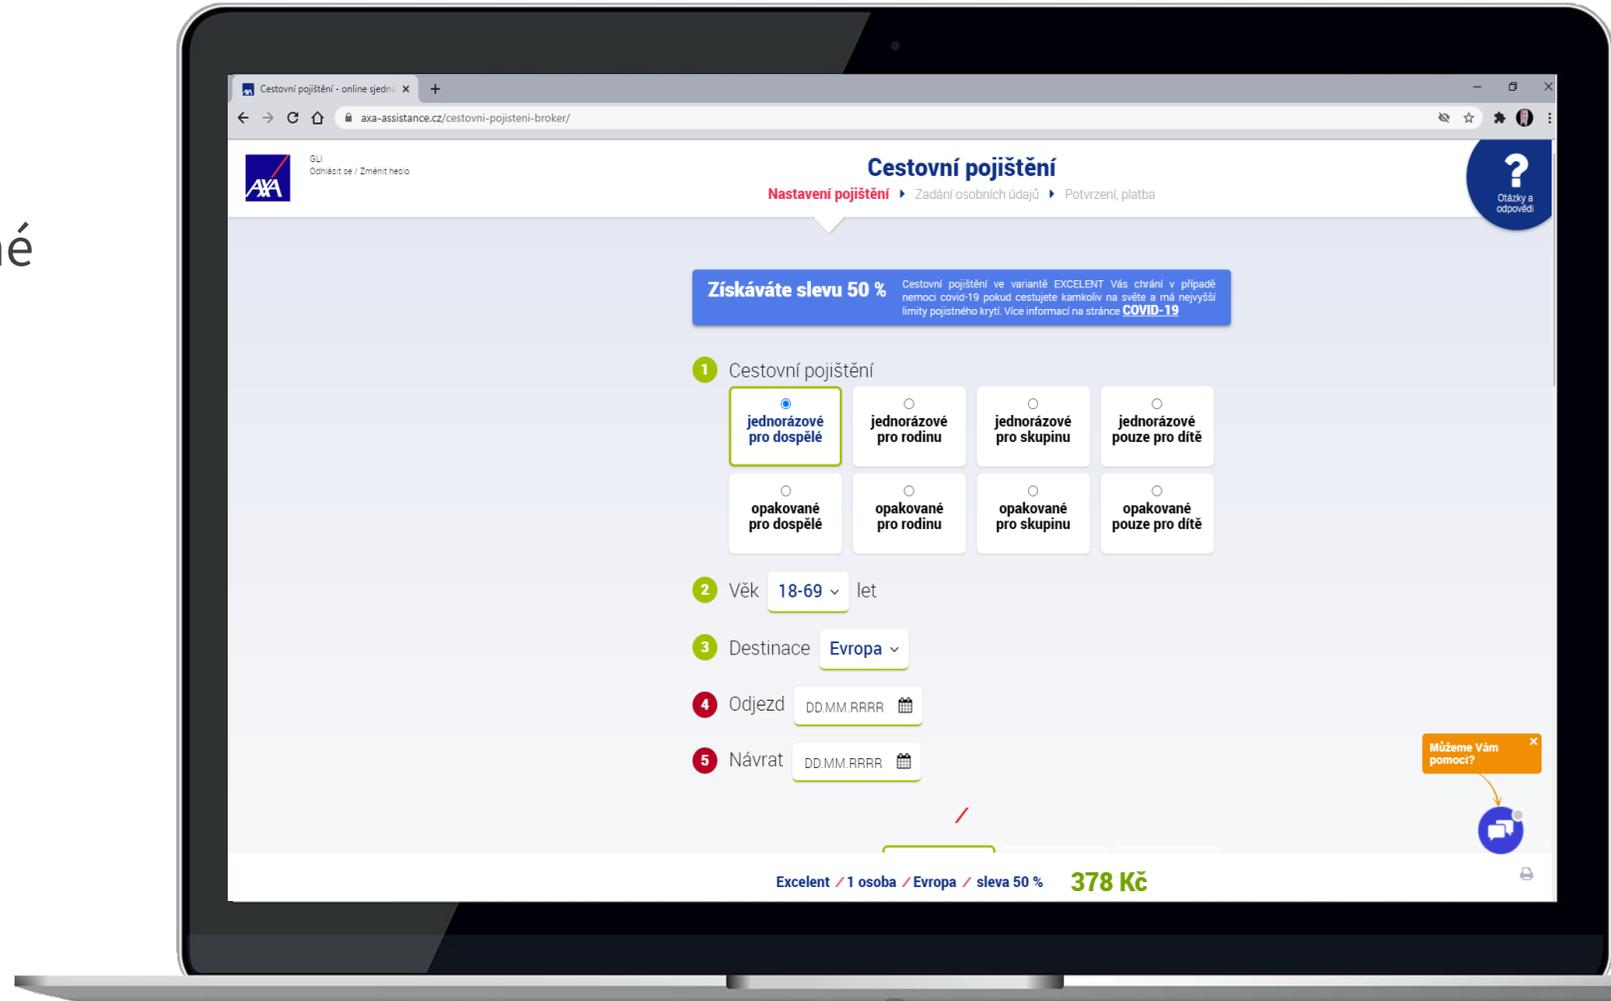 né
Cestovní pojištění - online sjedná
axa-assistance.cz/cestovni-pojisteni-broker/
AXA
GLI
Odhlásit se / Změnit heslo
Cestovní pojištění
Nastavení pojištění
Zadání osobních údajů
Potvrzení, platba
?
Otázky a
odpovědi
Získáváte slevu 50 %
Cestovní pojištění ve variantě EXCELENT Vás chrání v případě
nemoci covid-19 pokud cestujete kamkoliv na světe a má nejvyšší
limity pojistného krytí. Více informací na stránce COVID-19
1 Cestovní pojištění
jednorázové
pro dospělé
jednorázové
pro rodinu
jednorázové
pro skupinu
jednorázové
pouze pro dítě
opakované
pro dospělé
opakované
pro rodinu
opakované
pro skupinu
opakované
pouze pro dítě
2 Věk 18-69 let
3 Destinace Evropa
4 Odjezd DD.MM.RRRR
5 Návrat DD.MM.RRRR
Můžeme Vám
pomoci?
Excelent / 1 osoba / Evropa / sleva 50 % 378 Kč